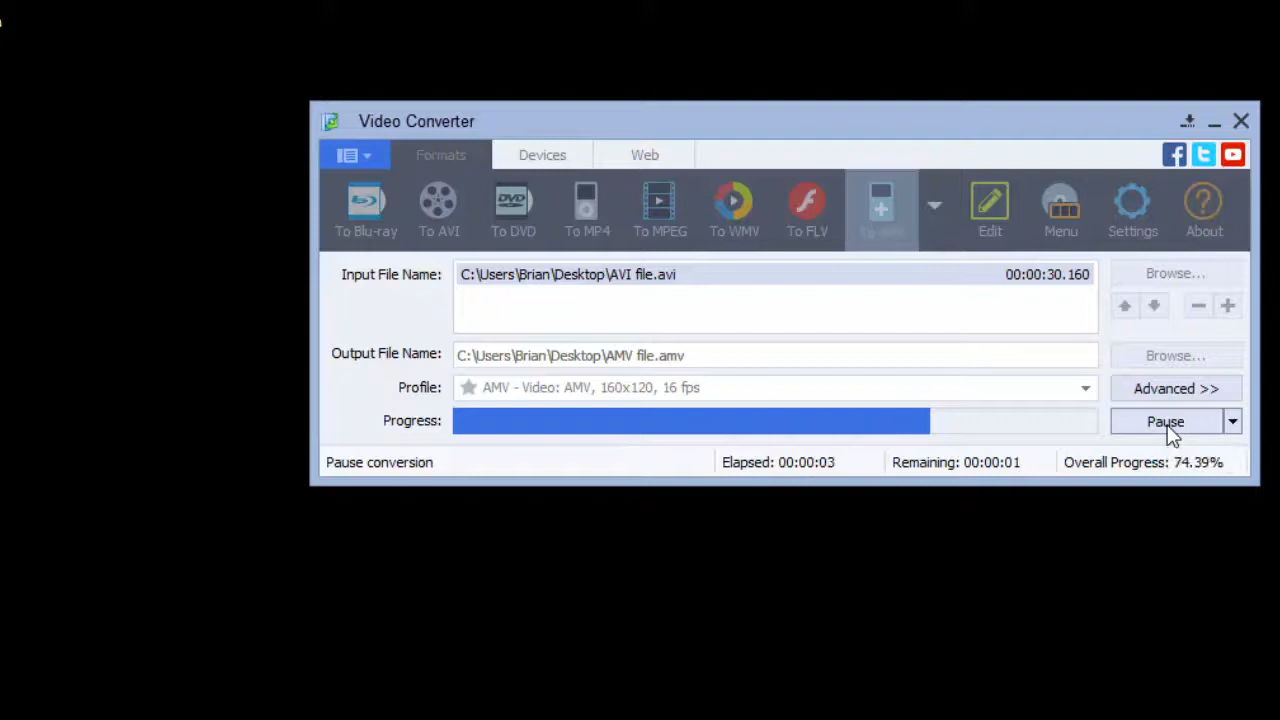 Video Converter
Formats
Devices
Web
To Blu-ray
To AVI
DVD
To DVD
To MP4
To MPEG
To WMV
To FLV
Edit
Menu
Settings
About
Input File Name:
C:\Users\Brian\Desktop\AVI file.avi
00:00:30.160
Browse...
Output File Name:
C:\Users\Brian\Desktop\AMV file.amv
Browse...
Profile:
AMV - Video: AMV, 160x120, 16 fps
Advanced >>
Progress:
Pause
Pause conversion
Elapsed: 00:00:03
Remaining: 00:00:01
Overall Progress: 74.39%